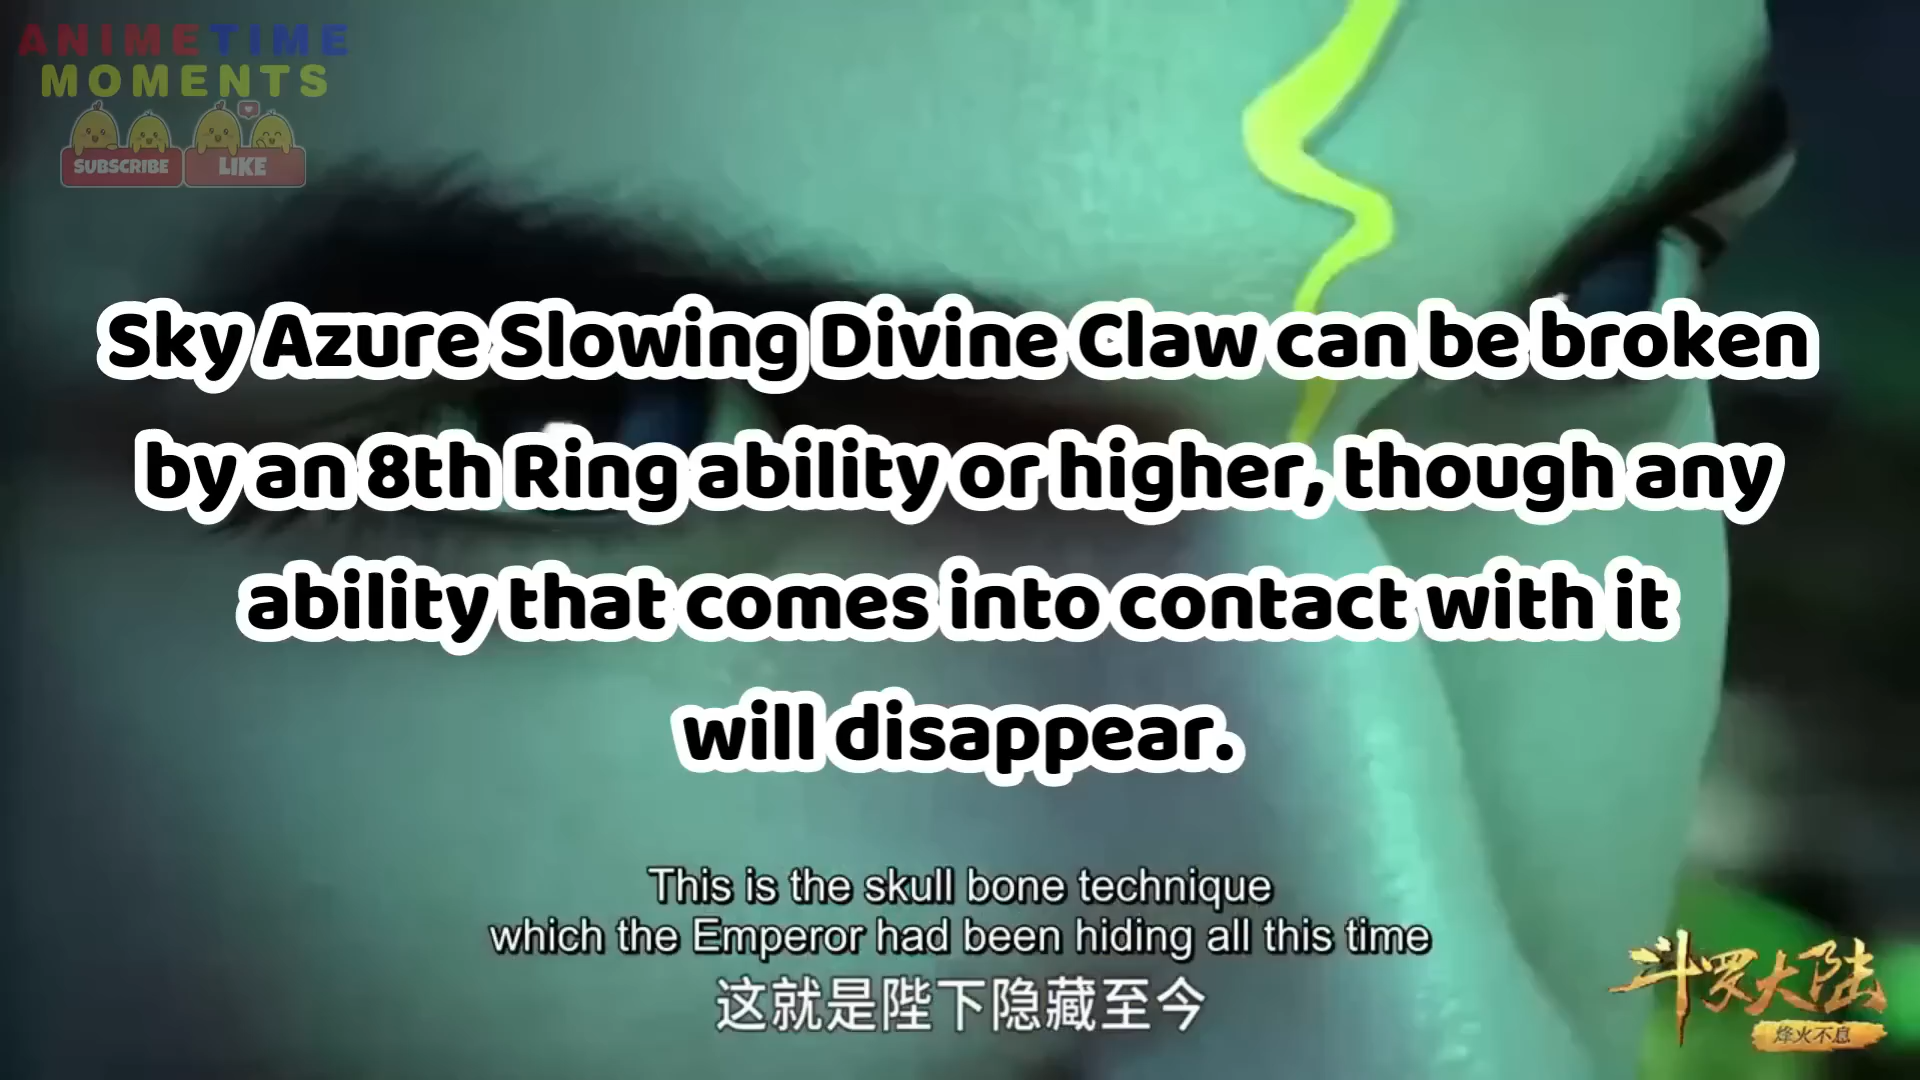 ANIMETIME
MOMENTS
SUBSCRIBE
LIKE
Sky Azure Slowing Divine Claw can be broken
by an 8th Ring ability or higher, though any
ability that comes into contact with it
will disappear.
This is the skull bone technique
which the Emperor had been hiding all this time
这就是陛下隐藏至今
斗罗大陆
烽火不息